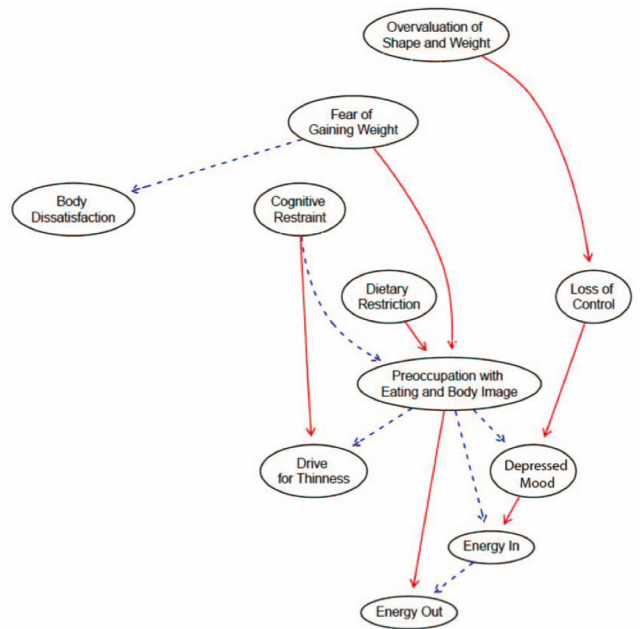 Overvaluation of
Shape and Weight
Fear of
Gaining Weight
Body
Dissatisfaction
Cognitive
Restraint
Dietary
Restriction
Loss of
Control
Preoccupation with
Eating and Body Image
Drive
for Thinness
Depressed
Mood
Energy In
Energy Out